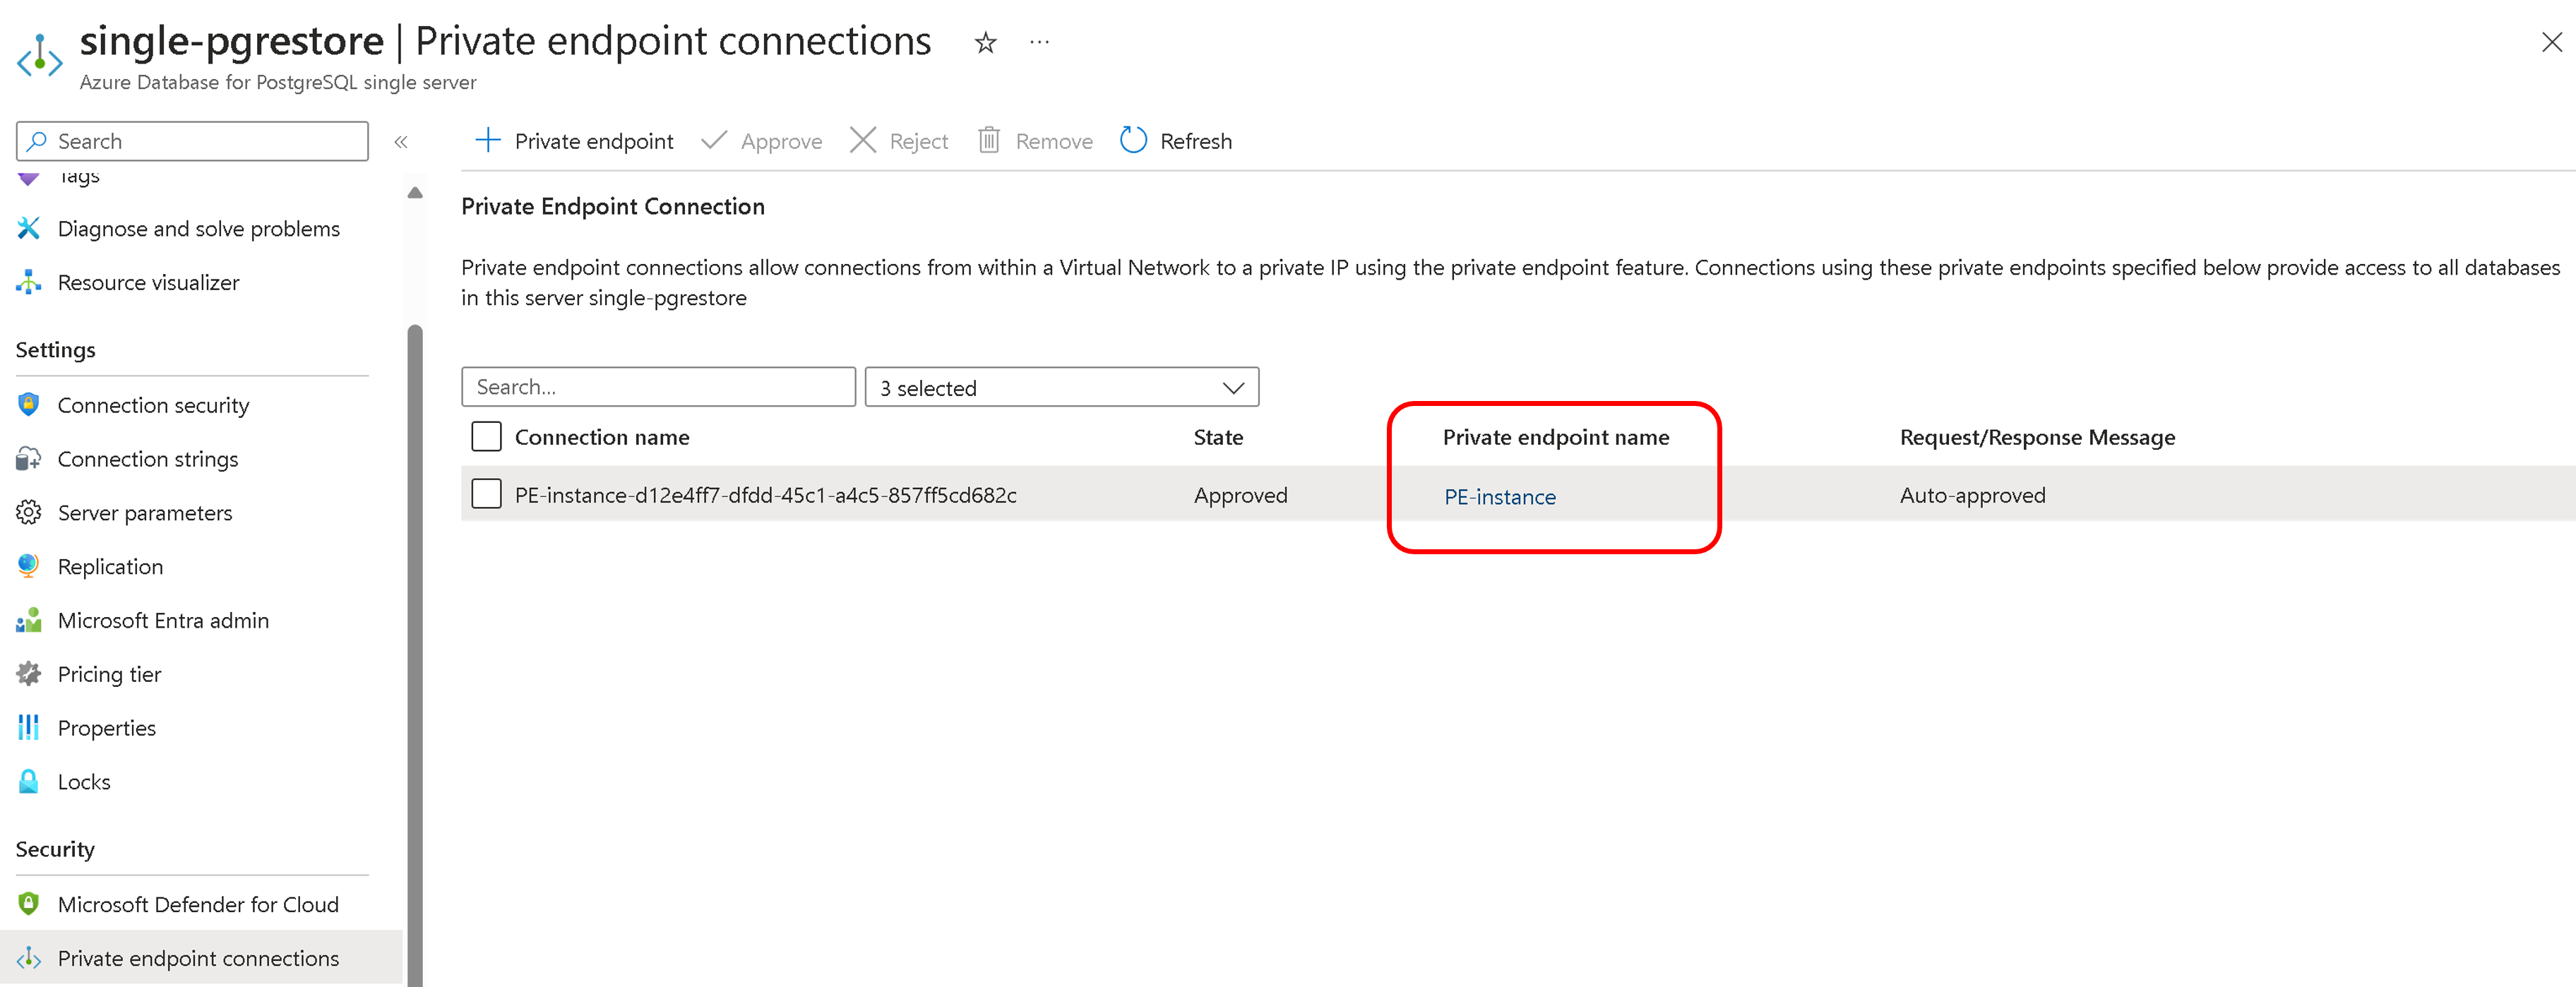 single-pgrestore | Private endpoint connections
Azure Database for PostgreSQL single server
Search
Tags
Diagnose and solve problems
Resource visualizer
Settings
Connection security
Connection strings
Server parameters
Replication
Microsoft Entra admin
Pricing tier
Properties
Locks
Security
Microsoft Defender for Cloud
Private endpoint connections
Private endpoint Approve Reject Remove Refresh
Private Endpoint Connection
Private endpoint connections allow connections from within a Virtual Network to a private IP using the private endpoint feature. Connections using these private endpoints specified below provide access to all databases
in this server single-pgrestore
Search... 3 selected
Connection name State Private endpoint name Request/Response Message
PE-instance-d12e4ff7-dfdd-45c1-a4c5-857ff5cd682c Approved PE-instance Auto-approved